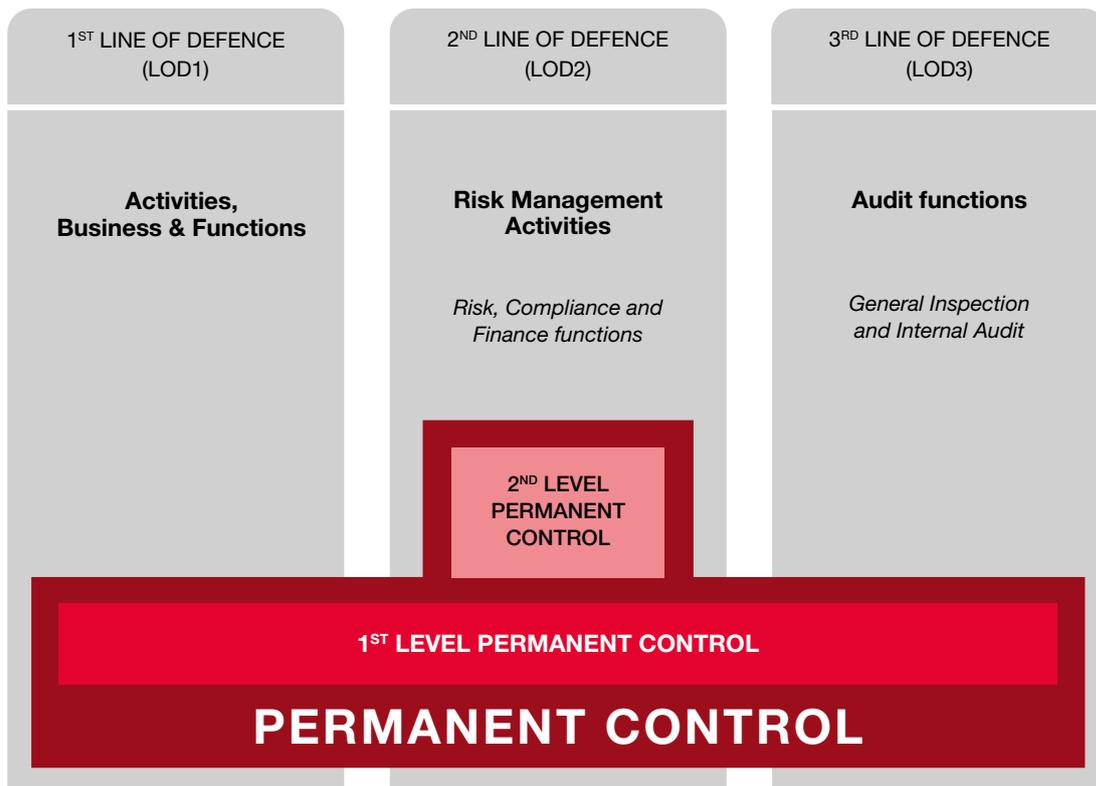 1ST LINE OF DEFENCE
(LOD1)
2ND LINE OF DEFENCE
(LOD2)
3RD LINE OF DEFENCE
(LOD3)
Activities,
Business & Functions
Risk Management
Activities
Risk, Compliance and
Finance functions
Audit functions
General Inspection
and Internal Audit
2ND LEVEL
PERMANENT
CONTROL
1ST LEVEL PERMANENT CONTROL
PERMANENT CONTROL